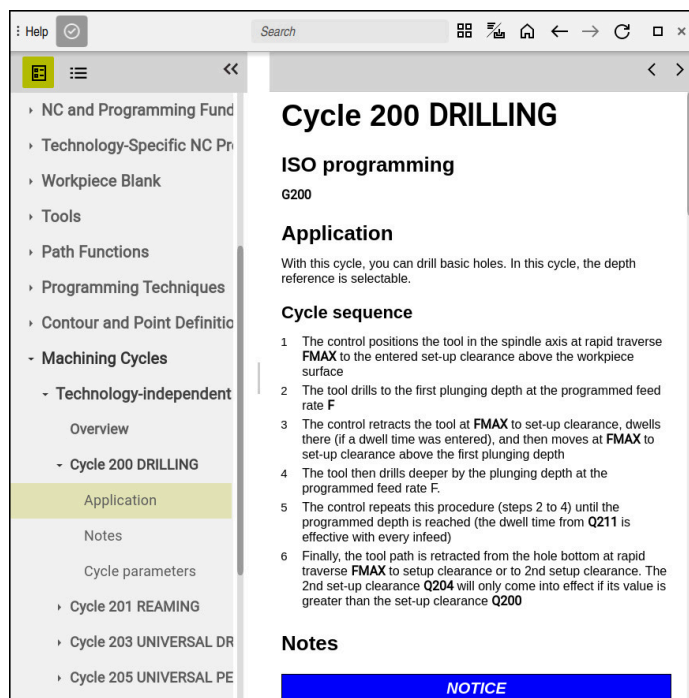 Help
Search
NC and Programming Fund
Technology-Specific NC Pr
Workpiece Blank
Tools
Path Functions
Programming Techniques
Contour and Point Definitio
Machining Cycles
Technology-independent
Overview
Cycle 200 DRILLING
Application
Notes
Cycle parameters
Cycle 201 REAMING
Cycle 203 UNIVERSAL DR
Cycle 205 UNIVERSAL PE
Cycle 200 DRILLING
ISO programming
G200
Application
With this cycle, you can drill basic holes. In this cycle, the depth
reference is selectable.
Cycle sequence
1 The control positions the tool in the spindle axis at rapid traverse
FMAX to the entered set-up clearance above the workpiece
surface
2 The tool drills to the first plunging depth at the programmed feed
rate F
3 The control retracts the tool at FMAX to set-up clearance, dwells
there (if a dwell time was entered), and then moves at FMAX to
set-up clearance above the first plunging depth
4 The tool then drills deeper by the plunging depth at the
programmed feed rate F.
5 The control repeats this procedure (steps 2 to 4) until the
programmed depth is reached (the dwell time from Q211 is
effective with every infeed)
6 Finally, the tool path is retracted from the hole bottom at rapid
traverse FMAX to setup clearance or to 2nd setup clearance. The
2nd set-up clearance Q204 will only come into effect if its value is
greater than the set-up clearance Q200
Notes
NOTICE